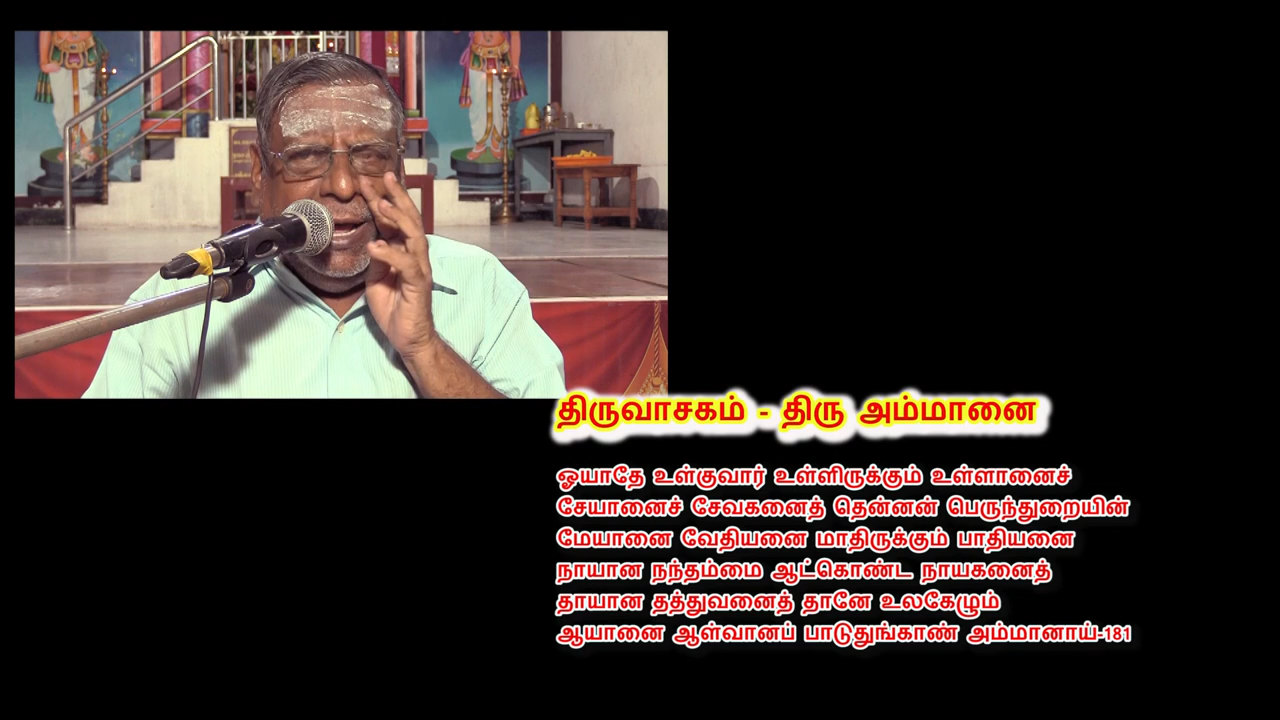 திருவாசகம் - திரு அம்மானை
ஓயாதே உள்குவார் உள்ளிருக்கும் உள்ளானைச்
சேயானைச் சேவகனைத் தென்னன் பெருந்துறையின்
மேயானை வேதியனை மாதிருக்கும் பாதியனை
நாயான நந்தம்மை ஆட்கொண்ட நாயகனைத்
தாயான தத்துவனைத் தானே உலகேழும்
ஆயானை ஆள்வானப் பாடுதுங்காண் அம்மானாய்-181